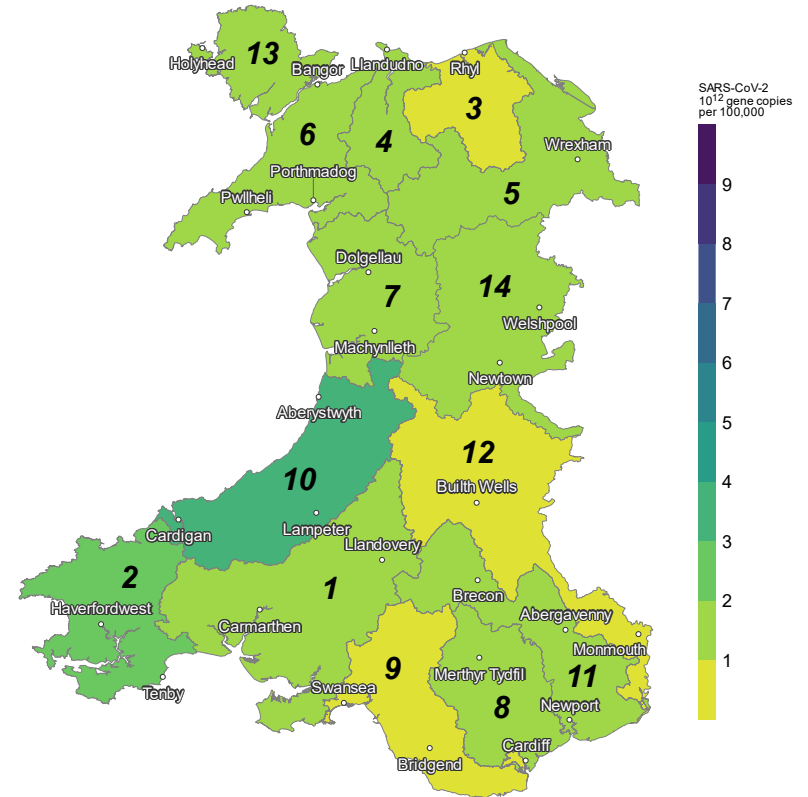 13
Holyhead
Bangor
Llandudno
Rhyl
3
6
4
Wrexham
Porthmadog
5
Pwllheli
Dolgellau
7
14
Welshpool
Machynlleth
Newtown
Aberystwyth
12
10
Builth Wells
Cardigan
Lampeter
Llandovery
2
1
Brecon
Haverfordwest
Abergavenny
Carmarthen
Monmouth
9
Merthyr Tydfil
11
Tenby
Swansea
8
Newport
Cardiff
Bridgend
SARS-CoV-2
10¹² gene copies
per 100,000
9
8
7
6
5
4
3
2
1